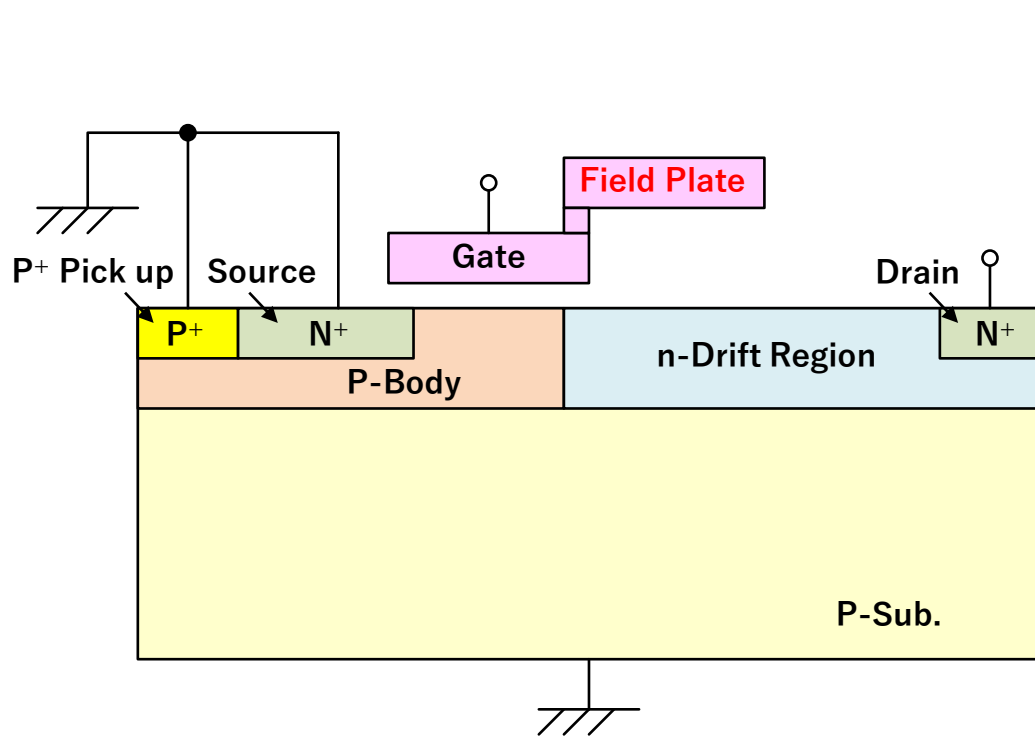 Field Plate
Gate
P⁺ Pick up
Source
Drain
P⁺
N⁺
N⁺
n-Drift Region
P-Body
P-Sub.